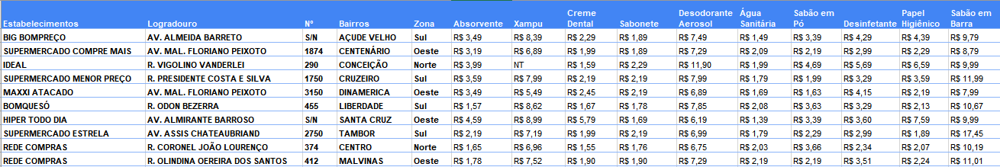 Estabelecimentos Logradouro Nº Bairros Zona Absorvente Xampu Creme Dental Sabonete Desodorante Aerosol Água Sanitária Sabão em Pó Desinfetante Papel Higiênico Sabão em Barra
BIG BOMPREÇO AV. ALMEIDA BARRETO S/N AÇUDE VELHO Sul R$ 3,49 R$ 8,39 R$ 2,29 R$ 1,89 R$ 7,49 R$ 1,49 R$ 3,39 R$ 4,29 R$ 4,39 R$ 9,79
SUPERMERCADO COMPRE MAIS AV. MAL. FLORIANO PEIXOTO 1874 CENTENÁRIO Oeste R$ 3,19 R$ 6,89 R$ 1,99 R$ 1,89 R$ 7,29 R$ 2,09 R$ 2,19 R$ 2,99 R$ 2,29 R$ 8,79
IDEAL R. VIGOLINO VANDERLEI 290 CONCEIÇÃO Norte R$ 3,99 NT R$ 1,59 R$ 2,29 R$ 11,90 R$ 1,99 R$ 4,69 R$ 5,69 R$ 6,59 R$ 9,99
SUPERMERCADO MENOR PREÇO R. PRESIDENTE COSTA E SILVA 1750 CRUZEIRO Sul R$ 3,59 R$ 7,99 R$ 2,19 R$ 2,19 R$ 7,99 R$ 1,79 R$ 1,99 R$ 3,29 R$ 3,59 R$ 11,99
MAXXI ATACADO AV. MAL. FLORIANO PEIXOTO 3150 DINAMERICA Oeste R$ 3,49 R$ 5,49 R$ 2,45 R$ 2,19 R$ 6,89 R$ 1,69 R$ 1,63 R$ 4,15 R$ 2,19 R$ 7,99
BOMQUESÓ R. ODON BEZERRA 455 LIBERDADE Sul R$ 1,57 R$ 8,62 R$ 1,67 R$ 1,78 R$ 7,85 R$ 2,08 R$ 3,63 R$ 3,29 R$ 2,13 R$ 10,67
HIPER TODO DIA AV. ALMIRANTE BARROSO S/N SANTA CRUZ Oeste R$ 4,59 R$ 8,99 R$ 5,79 R$ 1,69 R$ 6,19 R$ 1,39 R$ 3,39 R$ 3,60 R$ 7,59 R$ 9,99
SUPERMERCADO ESTRELA AV. ASSIS CHATEAUBRIAND 2750 TAMBOR Sul R$ 2,19 R$ 7,19 R$ 1,99 R$ 2,19 R$ 6,99 R$ 1,79 R$ 2,29 R$ 2,99 R$ 1,89 R$ 17,45
REDE COMPRAS R. CORONEL JOÃO LOURENÇO 374 CENTRO Norte R$ 1,65 R$ 6,96 R$ 1,55 R$ 1,76 R$ 6,75 R$ 2,03 R$ 3,66 R$ 2,34 R$ 2,07 R$ 10,19
REDE COMPRAS R. OLINDINA OEREIRA DOS SANTOS 412 MALVINAS Oeste R$ 1,78 R$ 7,52 R$ 1,90 R$ 1,90 R$ 7,29 R$ 2,19 R$ 2,19 R$ 3,51 R$ 2,24 R$ 11,01